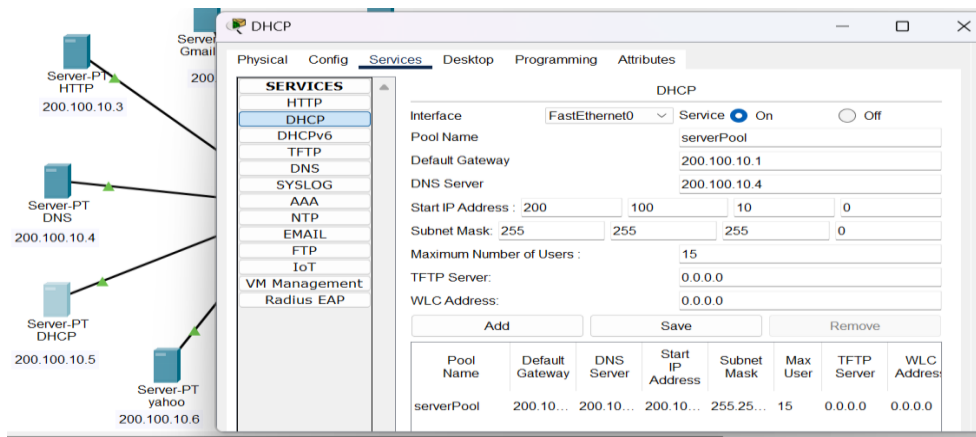 Server
Gmail
200
Server-PT
HTTP
200.100.10.3
Server-PT
DNS
200.100.10.4
Server-PT
DHCP
200.100.10.5
Server-PT
yahoo
200.100.10.6
DHCP
Physical Config Services Desktop Programming Attributes
SERVICES
HTTP
DHCP
DHCPv6
TFTP
DNS
SYSLOG
AAA
NTP
EMAIL
FTP
IoT
VM Management
Radius EAP
DHCP
Interface FastEthernet0 Service On Off
Pool Name serverPool
Default Gateway 200.100.10.1
DNS Server 200.100.10.4
Start IP Address : 200 100 10 0
Subnet Mask: 255 255 255 0
Maximum Number of Users : 15
TFTP Server: 0.0.0.0
WLC Address: 0.0.0.0
Add Save Remove
Pool Name Default Gateway DNS Server Start IP Address Subnet Mask Max User TFTP Server WLC Address
serverPool 200.10... 200.10... 200.10... 255.25... 15 0.0.0.0 0.0.0.0